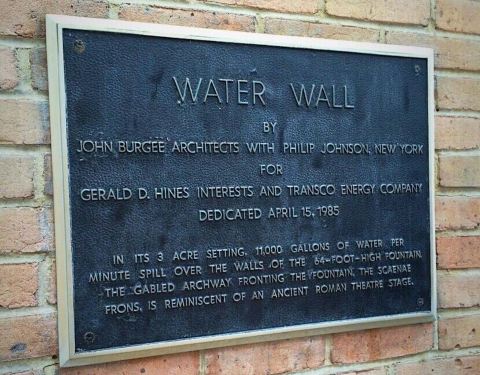 WATER WALL
BY
JOHN BURGEE ARCHITECTS WITH PHILIP JOHNSON, NEW YORK
FOR
GERALD D. HINES INTERESTS AND TRANSCO ENERGY COMPANY
DEDICATED APRIL 15, 1985
IN ITS 3 ACRE SETTING, 11,000 GALLONS OF WATER PER
MINUTE SPILL OVER THE WALLS OF THE 64-FOOT-HIGH FOUNTAIN.
THE GABLED ARCHWAY FRONTING THE FOUNTAIN, THE SCAENAE
FRONS, IS REMINISCENT OF AN ANCIENT ROMAN THEATRE STAGE.